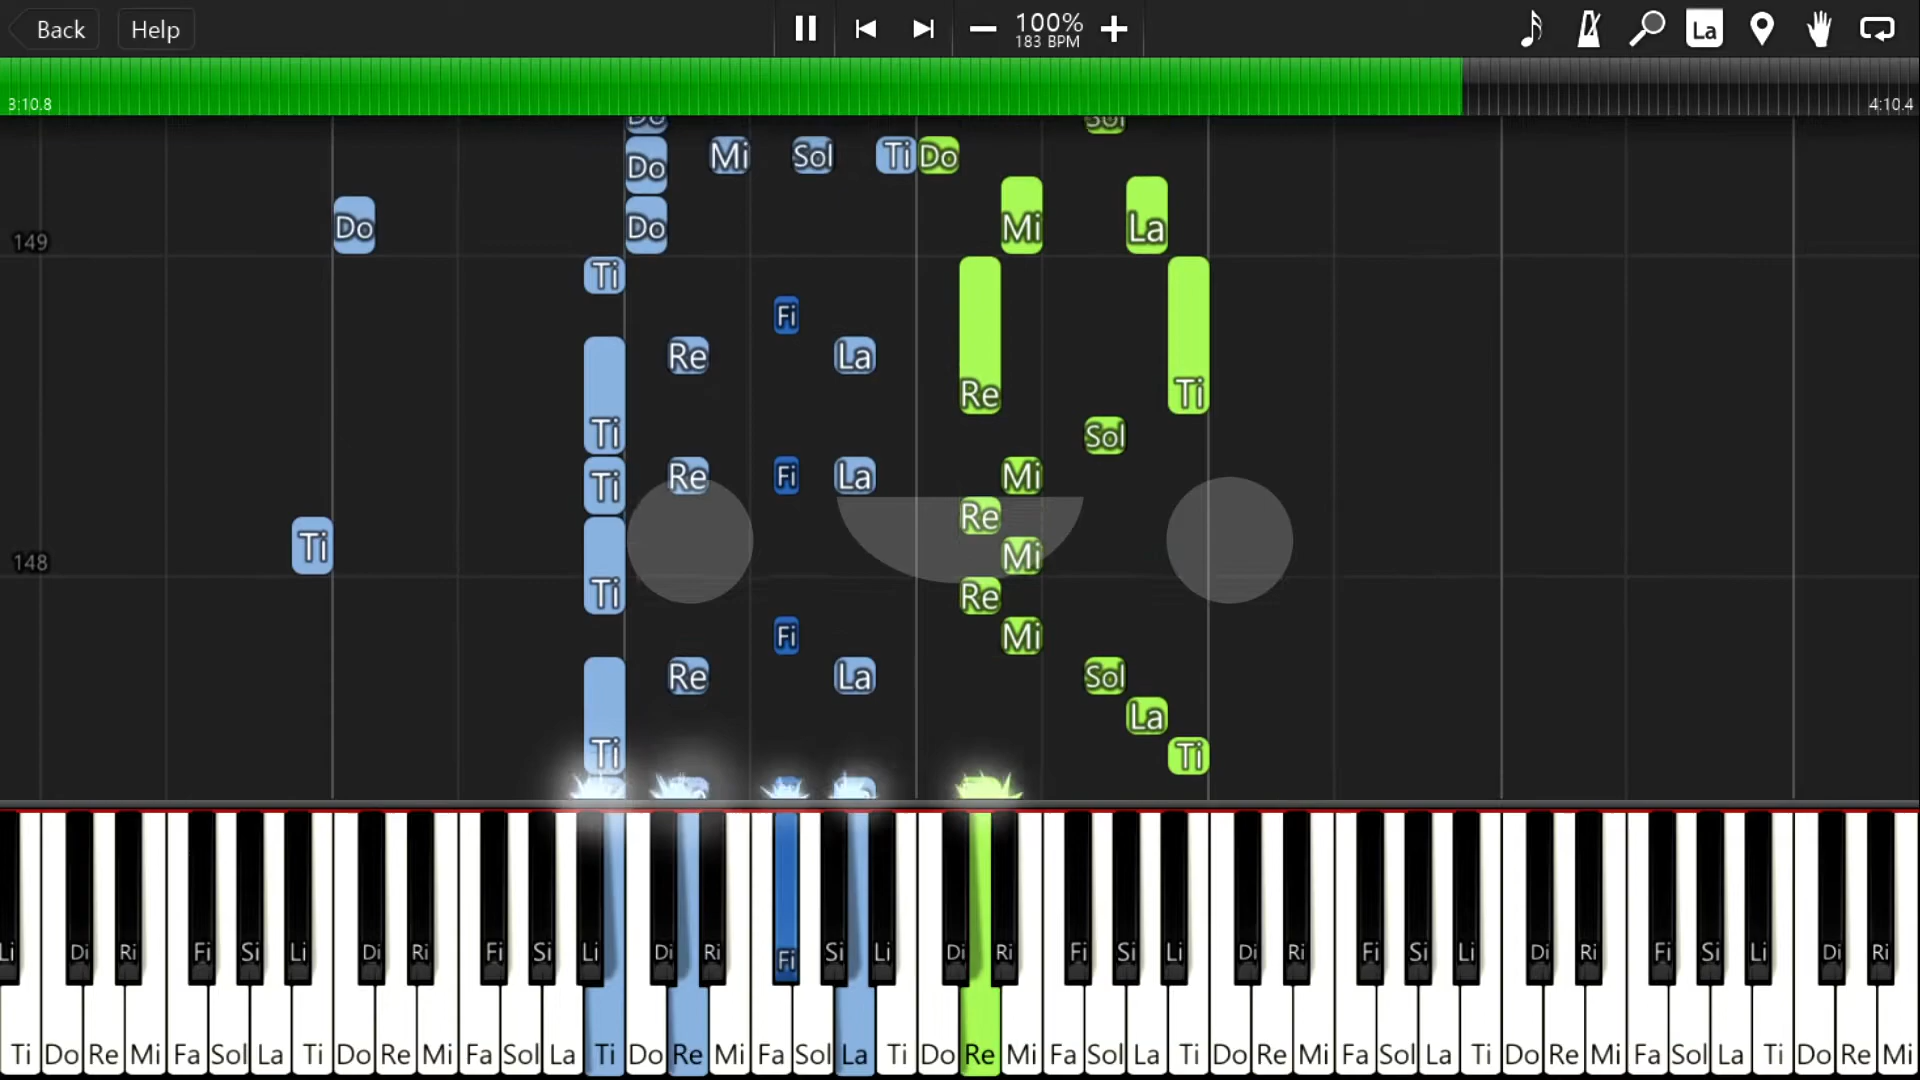 Back Help 100% La
183 BPM
3:10.8 4:10.4
Do Sol
Do Mi Sol Ti Do
Do Do Mi La
149
Ti
Fi
Re La
Re Ti
Ti Sol
Ti Re Fi La Mi
Re
148 Ti Mi
Ti Re
Fi Mi
Re La Sol
La
Ti Ti
Li Di Ri Fi Si Li Di Ri Fi Si Li Di Ri Fi Si Li Di Ri Fi Si Li Di Ri Fi Si Li Di Ri Fi Si Li Di Ri
Ti Do Re Mi Fa Sol La Ti Do Re Mi Fa Sol La Ti Do Re Mi Fa Sol La Ti Do Re Mi Fa Sol La Ti Do Re Mi Fa Sol La Ti Do Re Mi Fa Sol La Ti Do Re Mi